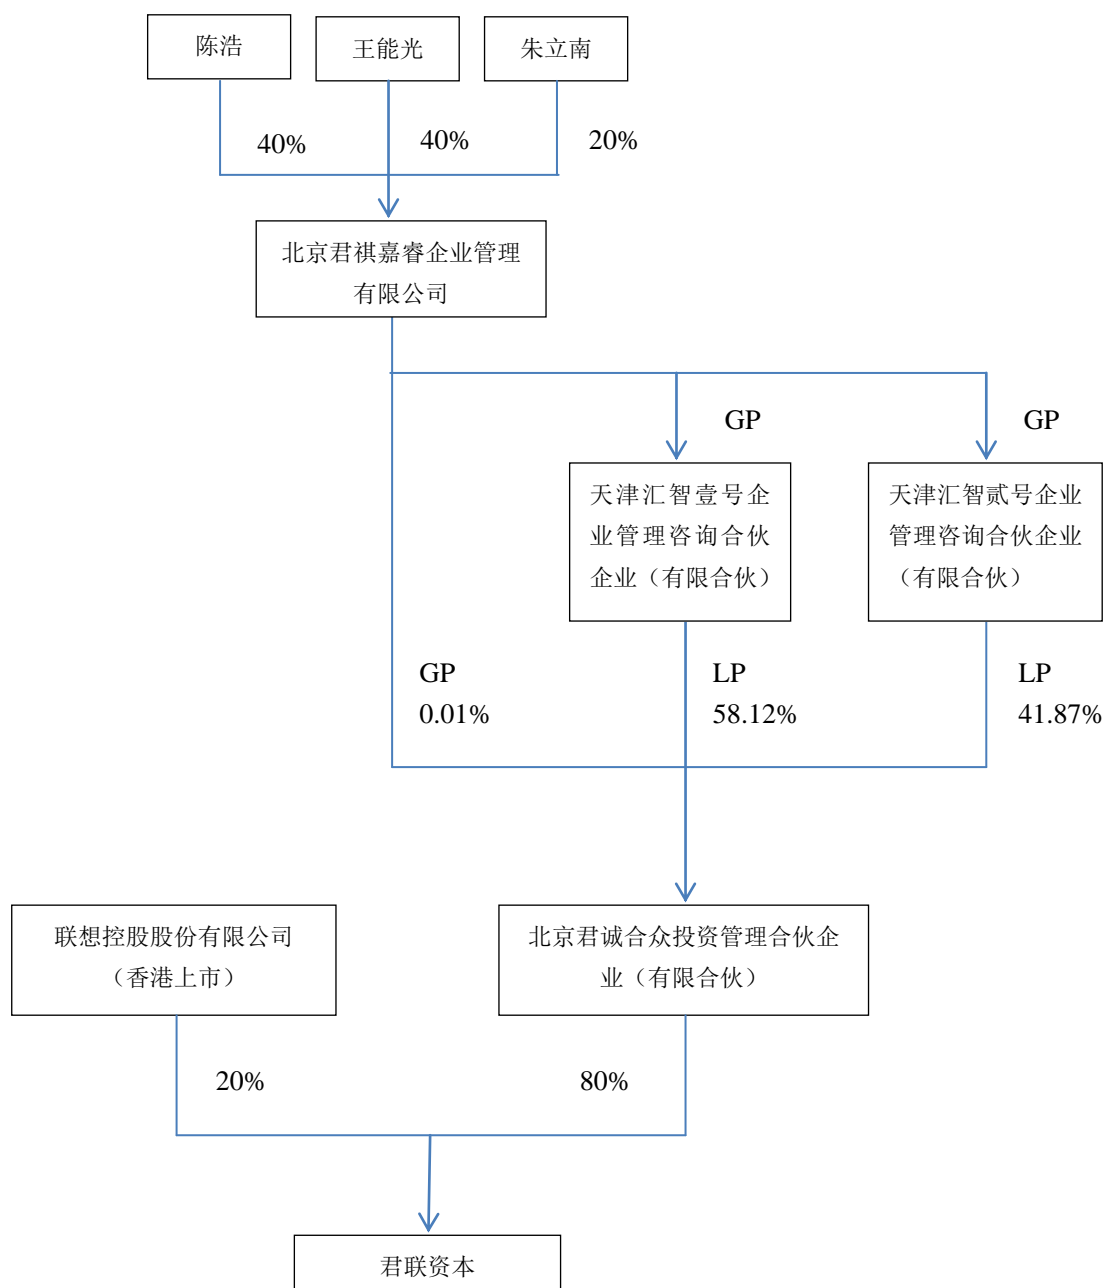 陈浩
王能光
朱立南
40%
40%
20%
北京君祺嘉睿企业管理
有限公司
GP
GP
天津汇智壹号企
业管理咨询合伙
企业（有限合伙）
天津汇智贰号企业
管理咨询合伙企业
（有限合伙）
GP
0.01%
LP
58.12%
LP
41.87%
联想控股股份有限公司
（香港上市）
北京君诚合众投资管理合伙企
业（有限合伙）
20%
80%
君联资本